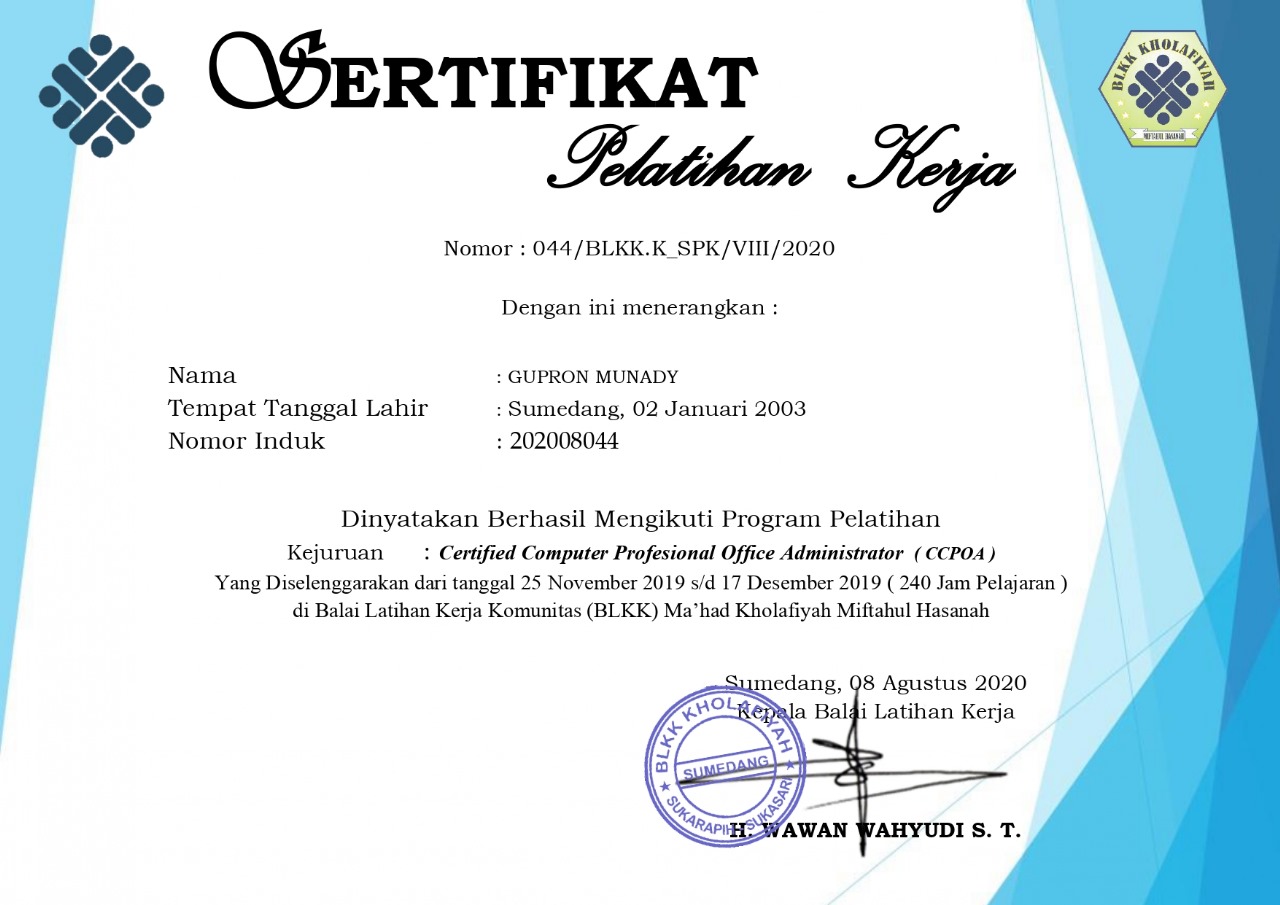 SERTIFIKAT
Pelatihan Kerja
BLKK KHOLAFIYAH
MIFTAHUL HASANAH
Nomor : 044/BLKK.K_SPK/VIII/2020
Dengan ini menerangkan :
Nama : GUPRON MUNADY
Tempat Tanggal Lahir : Sumedang, 02 Januari 2003
Nomor Induk : 202008044
Dinyatakan Berhasil Mengikuti Program Pelatihan
Kejuruan : Certified Computer Profesional Office Administrator ( CCPOA )
Yang Diselenggarakan dari tanggal 25 November 2019 s/d 17 Desember 2019 ( 240 Jam Pelajaran )
di Balai Latihan Kerja Komunitas (BLKK) Ma’had Kholafiyah Miftahul Hasanah
Sumedang, 08 Agustus 2020
Kepala Balai Latihan Kerja
BLKK KHOLAFIYAH
SUMEDANG
SUKARAPIH SUKASARI
H. WAWAN WAHYUDI S. T.